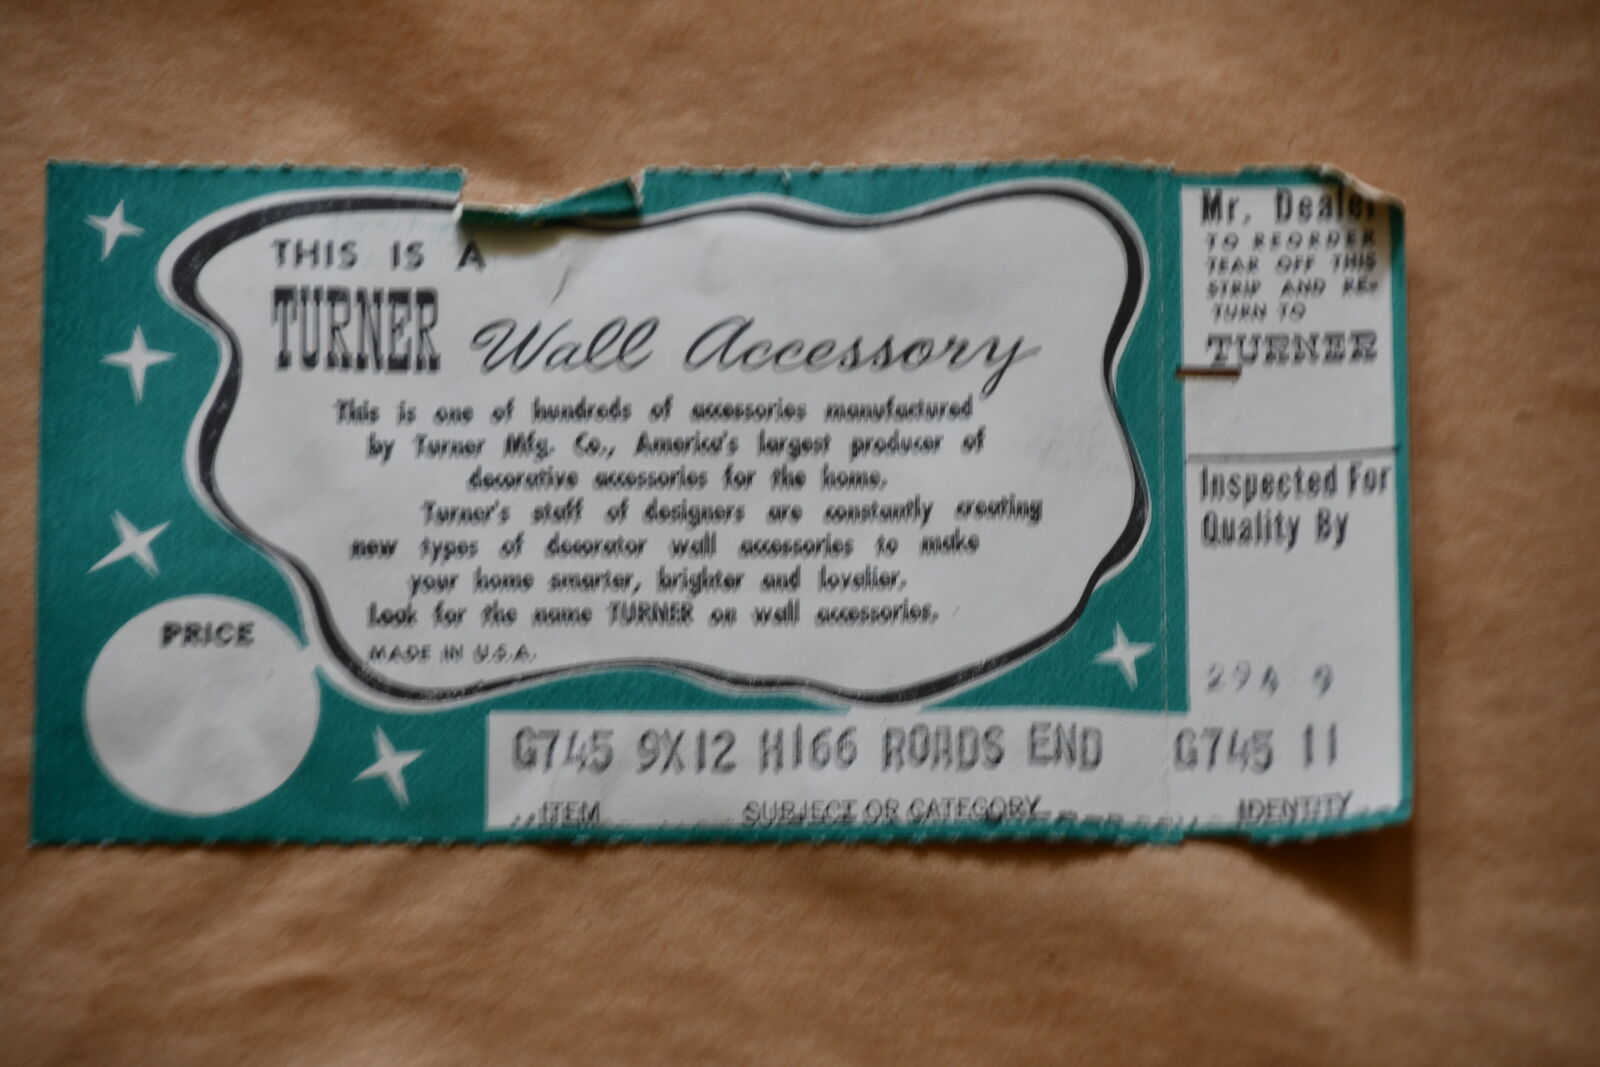 THIS IS A
TURNER Wall Accessory
This is one of hundreds of accessories manufactured
by Turner Mfg. Co., America's largest producer of
decorative accessories for the home.
Turner's staff of designers are constantly creating
new types of decorator wall accessories to make
your home smarter, brighter and lovelier.
Look for the name TURNER on wall accessories.
MADE IN U.S.A.
PRICE
G745 9X12 H166 ROADS END
ITEM SUBJECT OR CATEGORY
Mr. Dealer
TO REORDER
TEAR OFF THIS
STRIP AND RE-
TURN TO
TURNER
Inspected For
Quality By
294 9
G745 11
IDENTITY